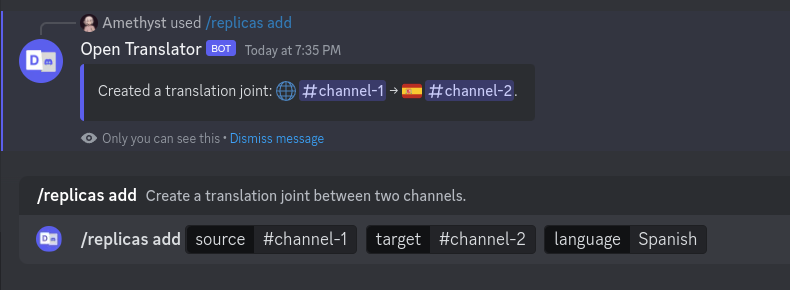 Amethyst used /replicas add
Open Translator BOT Today at 7:35 PM
Created a translation joint: 🌐 #channel-1 → 🇪🇸 #channel-2.
Only you can see this • Dismiss message
/replicas add Create a translation joint between two channels.
/replicas add source #channel-1 target #channel-2 language Spanish